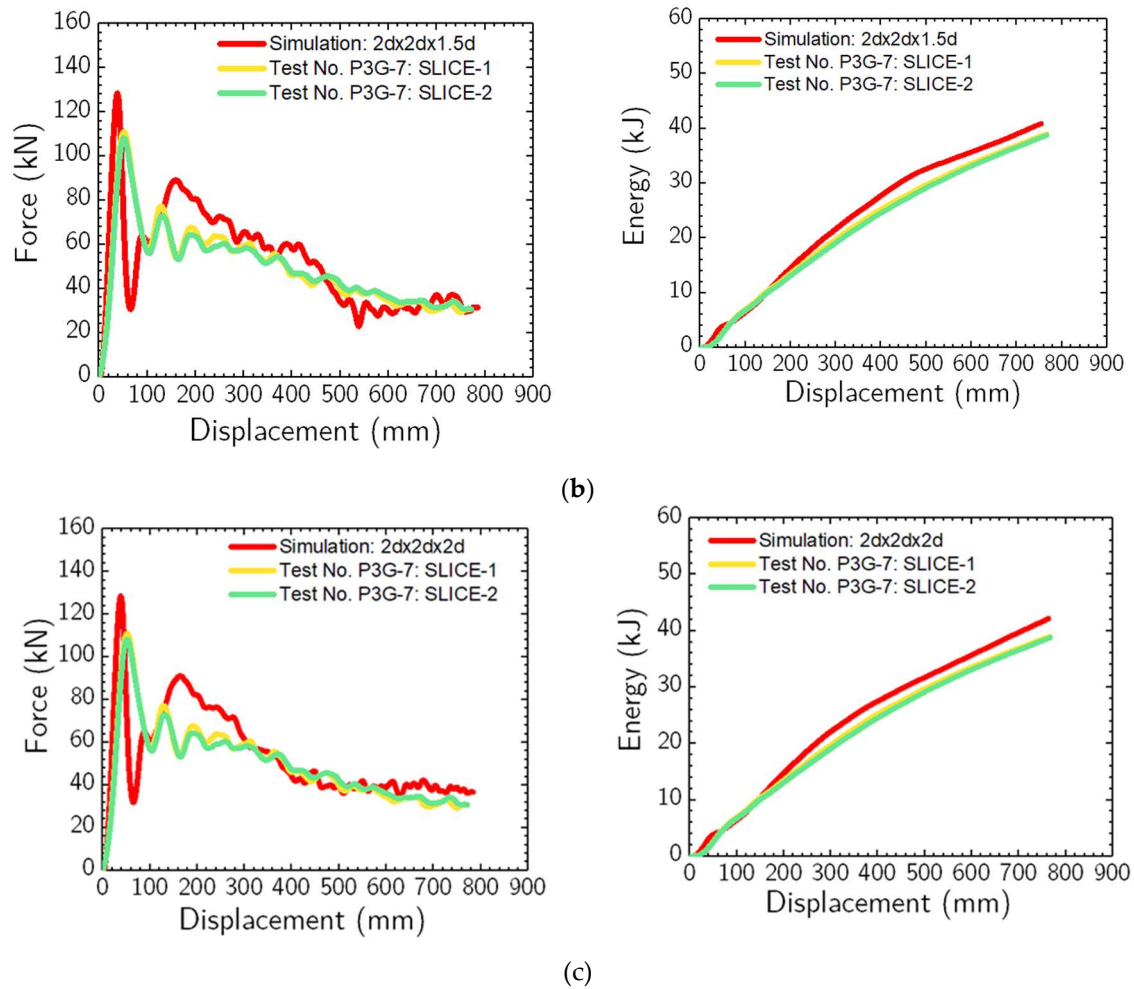 160
140
120
100
80
60
40
20
0
Force (kN)
Simulation: 2dx2dx1.5d
Test No. P3G-7: SLICE-1
Test No. P3G-7: SLICE-2
0 100 200 300 400 500 600 700 800 900
Displacement (mm)
60
50
40
30
20
10
0
Energy (kJ)
Simulation: 2dx2dx1.5d
Test No. P3G-7: SLICE-1
Test No. P3G-7: SLICE-2
0 100 200 300 400 500 600 700 800 900
Displacement (mm)
(b)
160
140
120
100
80
60
40
20
0
Force (kN)
Simulation: 2dx2dx2d
Test No. P3G-7: SLICE-1
Test No. P3G-7: SLICE-2
0 100 200 300 400 500 600 700 800 900
Displacement (mm)
60
50
40
30
20
10
0
Energy (kJ)
Simulation: 2dx2dx2d
Test No. P3G-7: SLICE-1
Test No. P3G-7: SLICE-2
0 100 200 300 400 500 600 700 800 900
Displacement (mm)
(c)